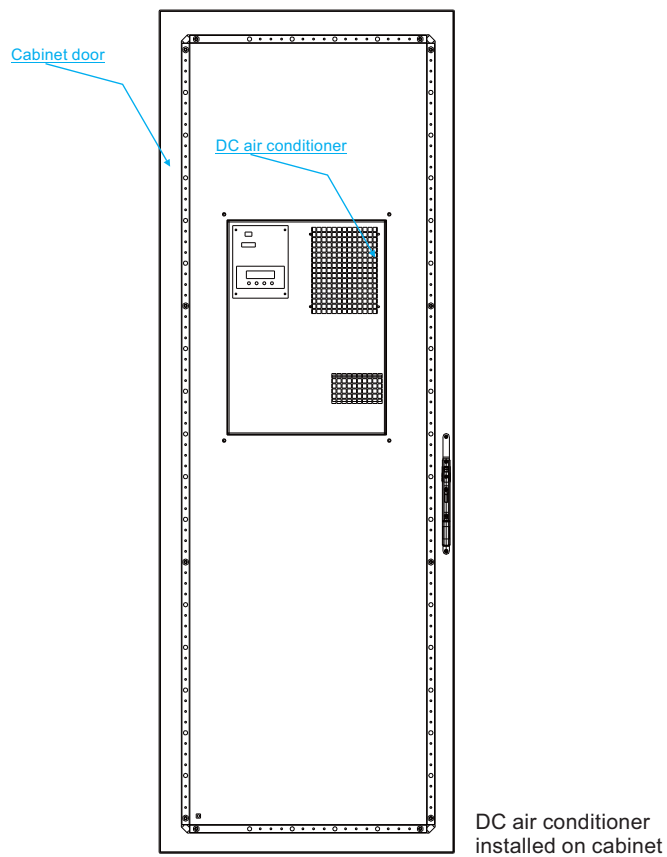 Cabinet door
DC air conditioner
DC air conditioner
installed on cabinet